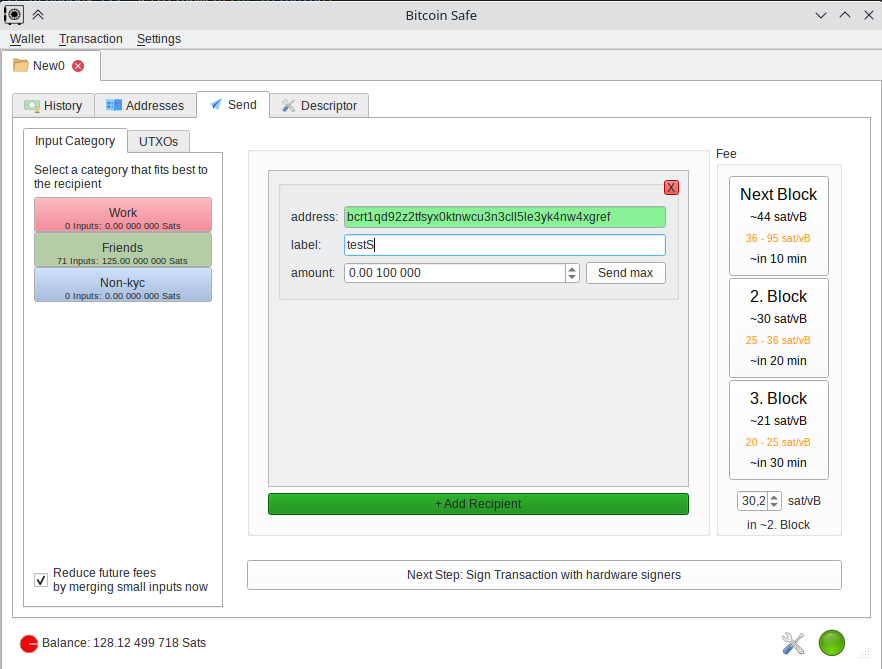 Bitcoin Safe
Wallet Transaction Settings
New0
History Addresses Send Descriptor
Input Category UTXOs
Select a category that fits best to
the recipient
Work
0 Inputs: 0.00 000 000 Sats
Friends
71 Inputs: 125.00 000 000 Sats
Non-kyc
0 Inputs: 0.00 000 000 Sats
Reduce future fees
by merging small inputs now
X
address: bcrt1qd92z2tfsyx0ktnwcu3n3cll5le3yk4nw4xgref
label: testS
amount: 0.00 100 000 Send max
+ Add Recipient
Fee
Next Block
~44 sat/vB
36 - 95 sat/vB
~in 10 min
2. Block
~30 sat/vB
25 - 36 sat/vB
~in 20 min
3. Block
~21 sat/vB
20 - 25 sat/vB
~in 30 min
30,2 sat/vB
in ~2. Block
Next Step: Sign Transaction with hardware signers
Balance: 128.12 499 718 Sats